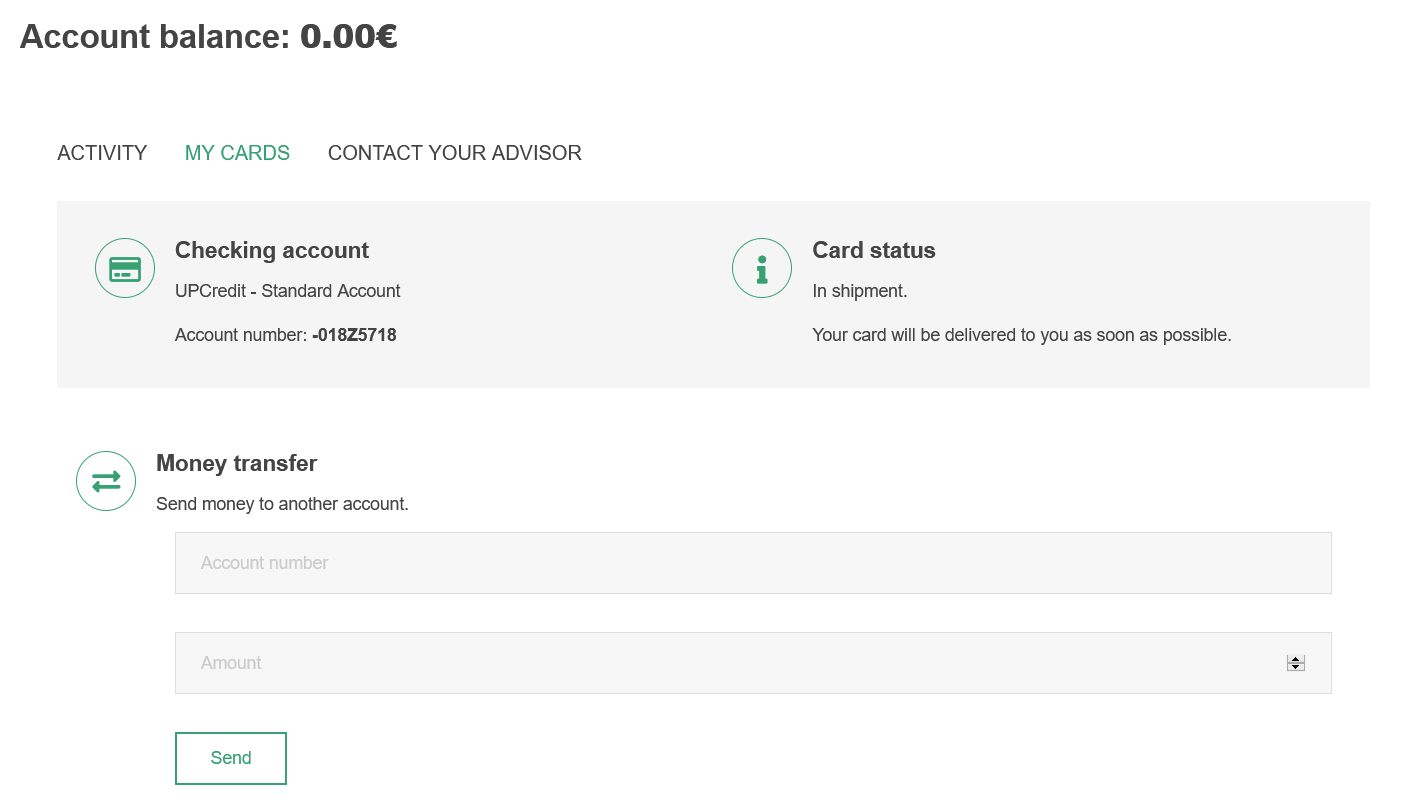 Account balance: 0.00€
ACTIVITY MY CARDS CONTACT YOUR ADVISOR
Checking account
UPCredit - Standard Account
Account number: -018Z5718
Card status
In shipment.
Your card will be delivered to you as soon as possible.
Money transfer
Send money to another account.
Account number
Amount
Send